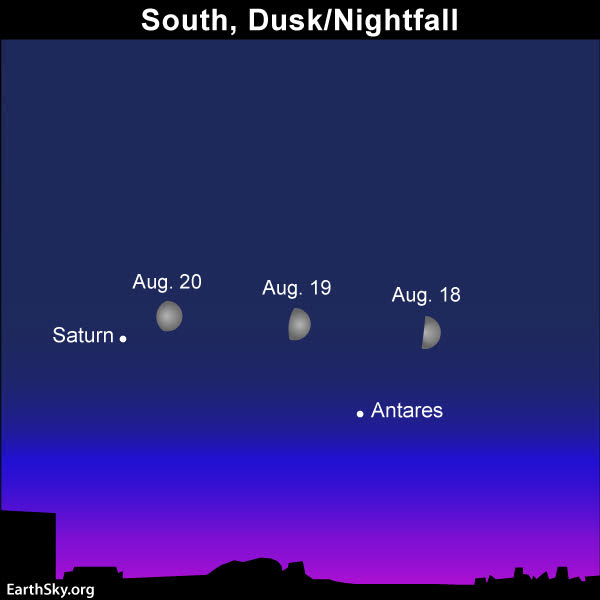 South, Dusk/Nightfall
Aug. 20
Aug. 19
Aug. 18
Saturn
Antares
EarthSky.org